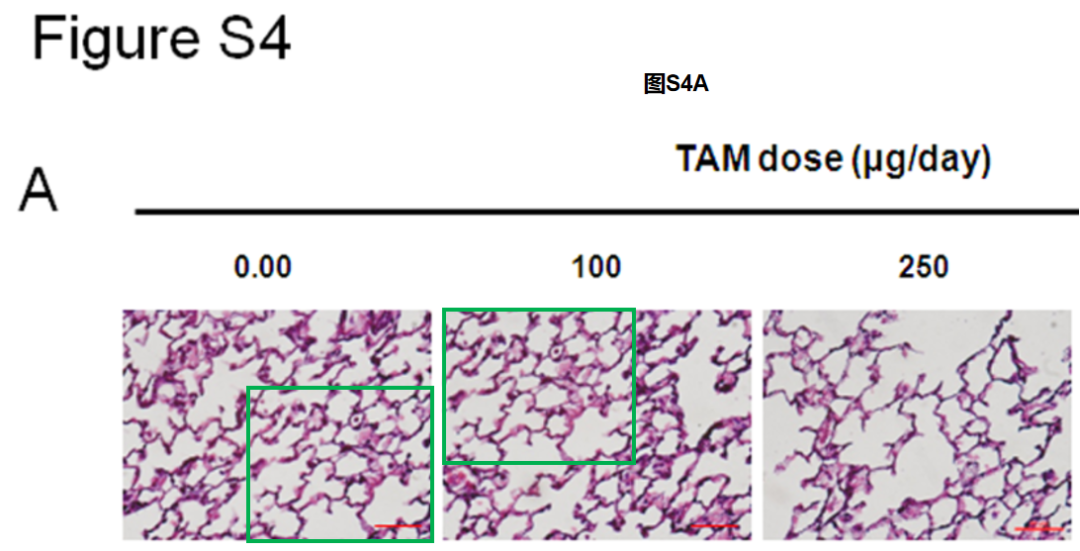 Figure S4
图S4A
TAM dose (μg/day)
A
0.00 100 250